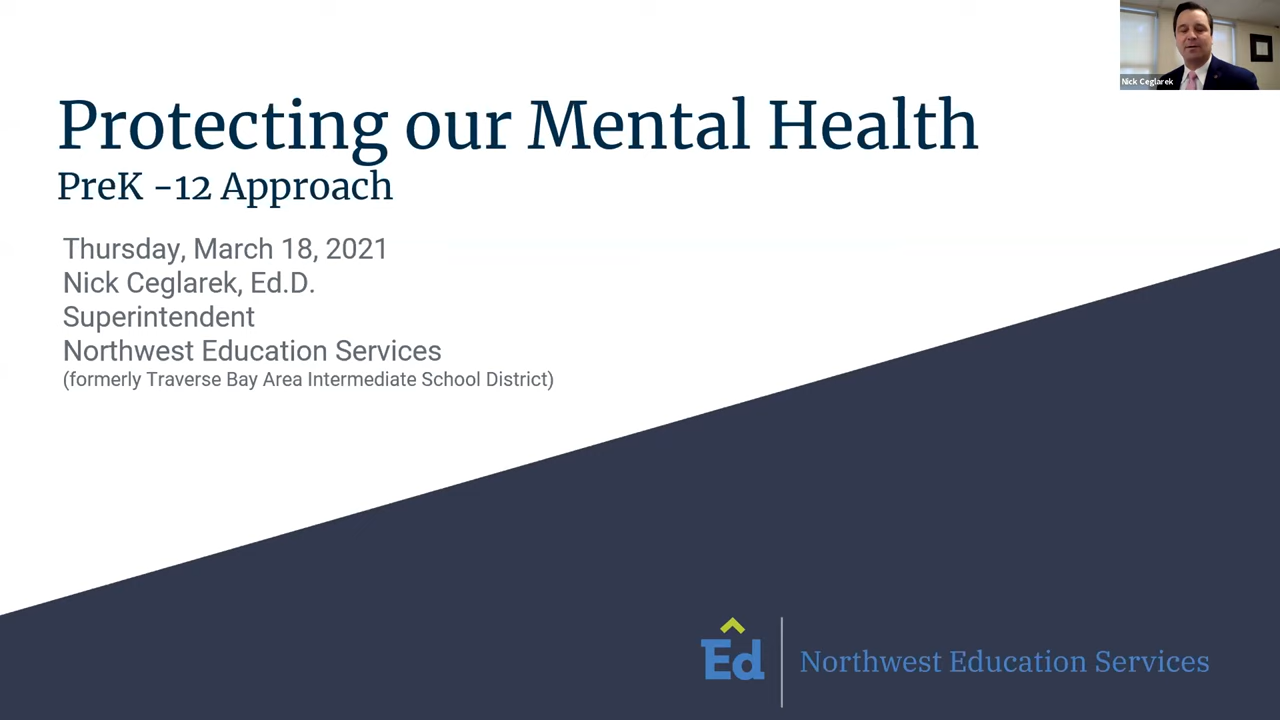 Nick Ceglarek
Protecting our Mental Health
PreK -12 Approach
Thursday, March 18, 2021
Nick Ceglarek, Ed.D.
Superintendent
Northwest Education Services
(formerly Traverse Bay Area Intermediate School District)
Ed
Northwest Education Services